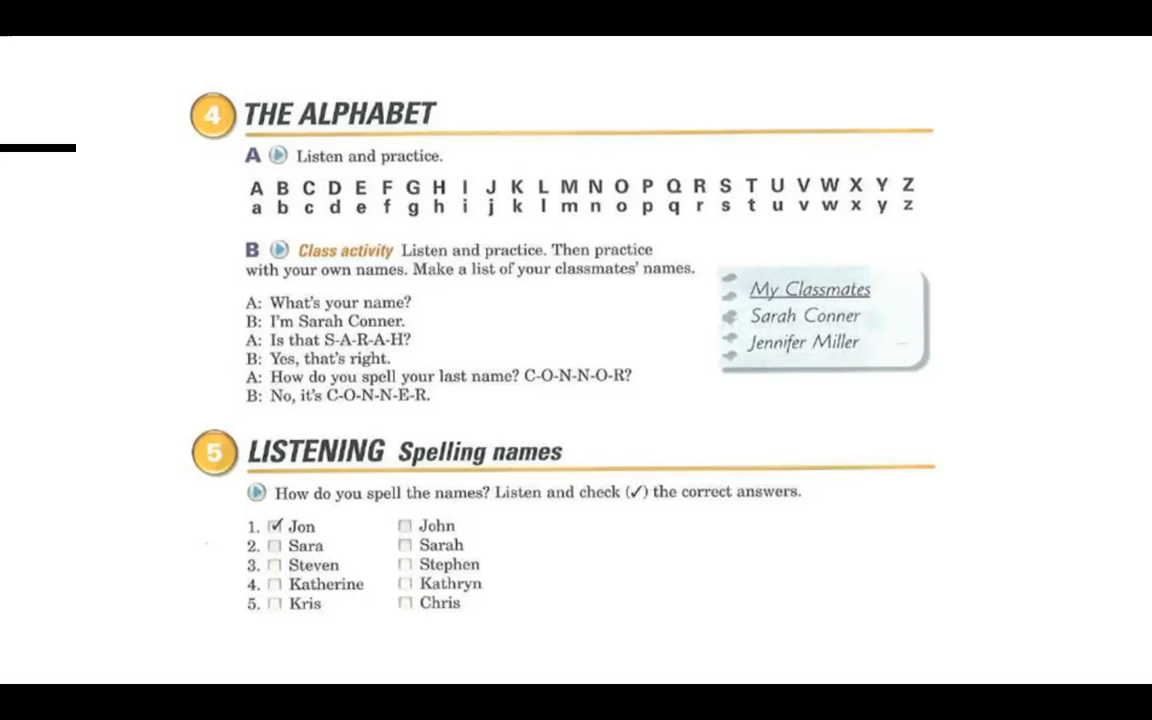 4 THE ALPHABET
A Listen and practice.
A B C D E F G H I J K L M N O P Q R S T U V W X Y Z
a b c d e f g h i j k l m n o p q r s t u v w x y z
B Class activity Listen and practice. Then practice
with your own names. Make a list of your classmates' names.
A: What's your name?
B: I'm Sarah Conner.
A: Is that S-A-R-A-H?
B: Yes, that's right.
A: How do you spell your last name? C-O-N-N-O-R?
B: No, it's C-O-N-N-E-R.
My Classmates
Sarah Conner
Jennifer Miller
5 LISTENING Spelling names
How do you spell the names? Listen and check (✓) the correct answers.
1. ✓ Jon John
2. Sara Sarah
3. Steven Stephen
4. Katherine Kathryn
5. Kris Chris